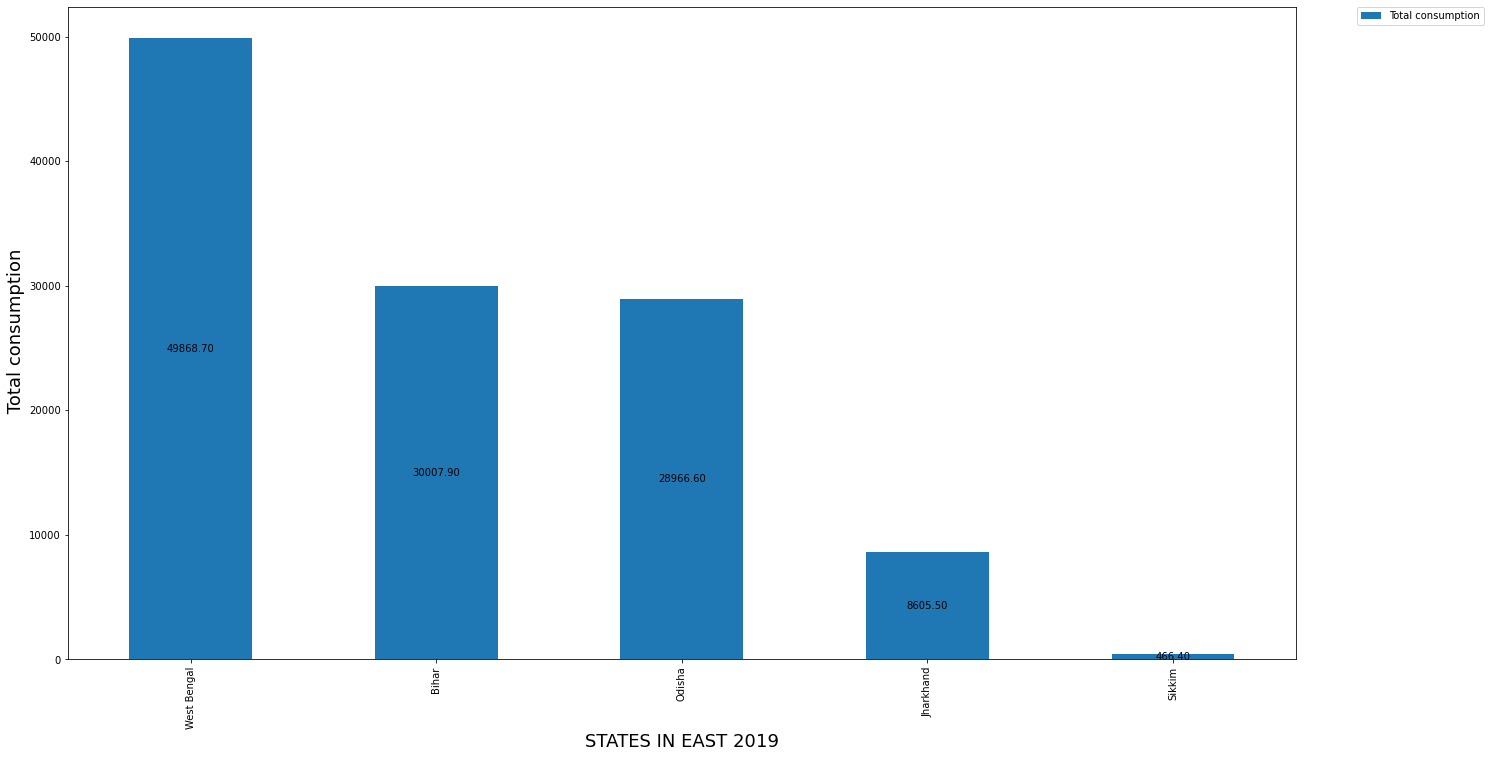 Total consumption
50000
40000
30000
20000
10000
0
Total consumption
49868.70
30007.90
28966.60
8605.50
466.40
West Bengal
Bihar
Odisha
Jharkhand
Sikkim
STATES IN EAST 2019